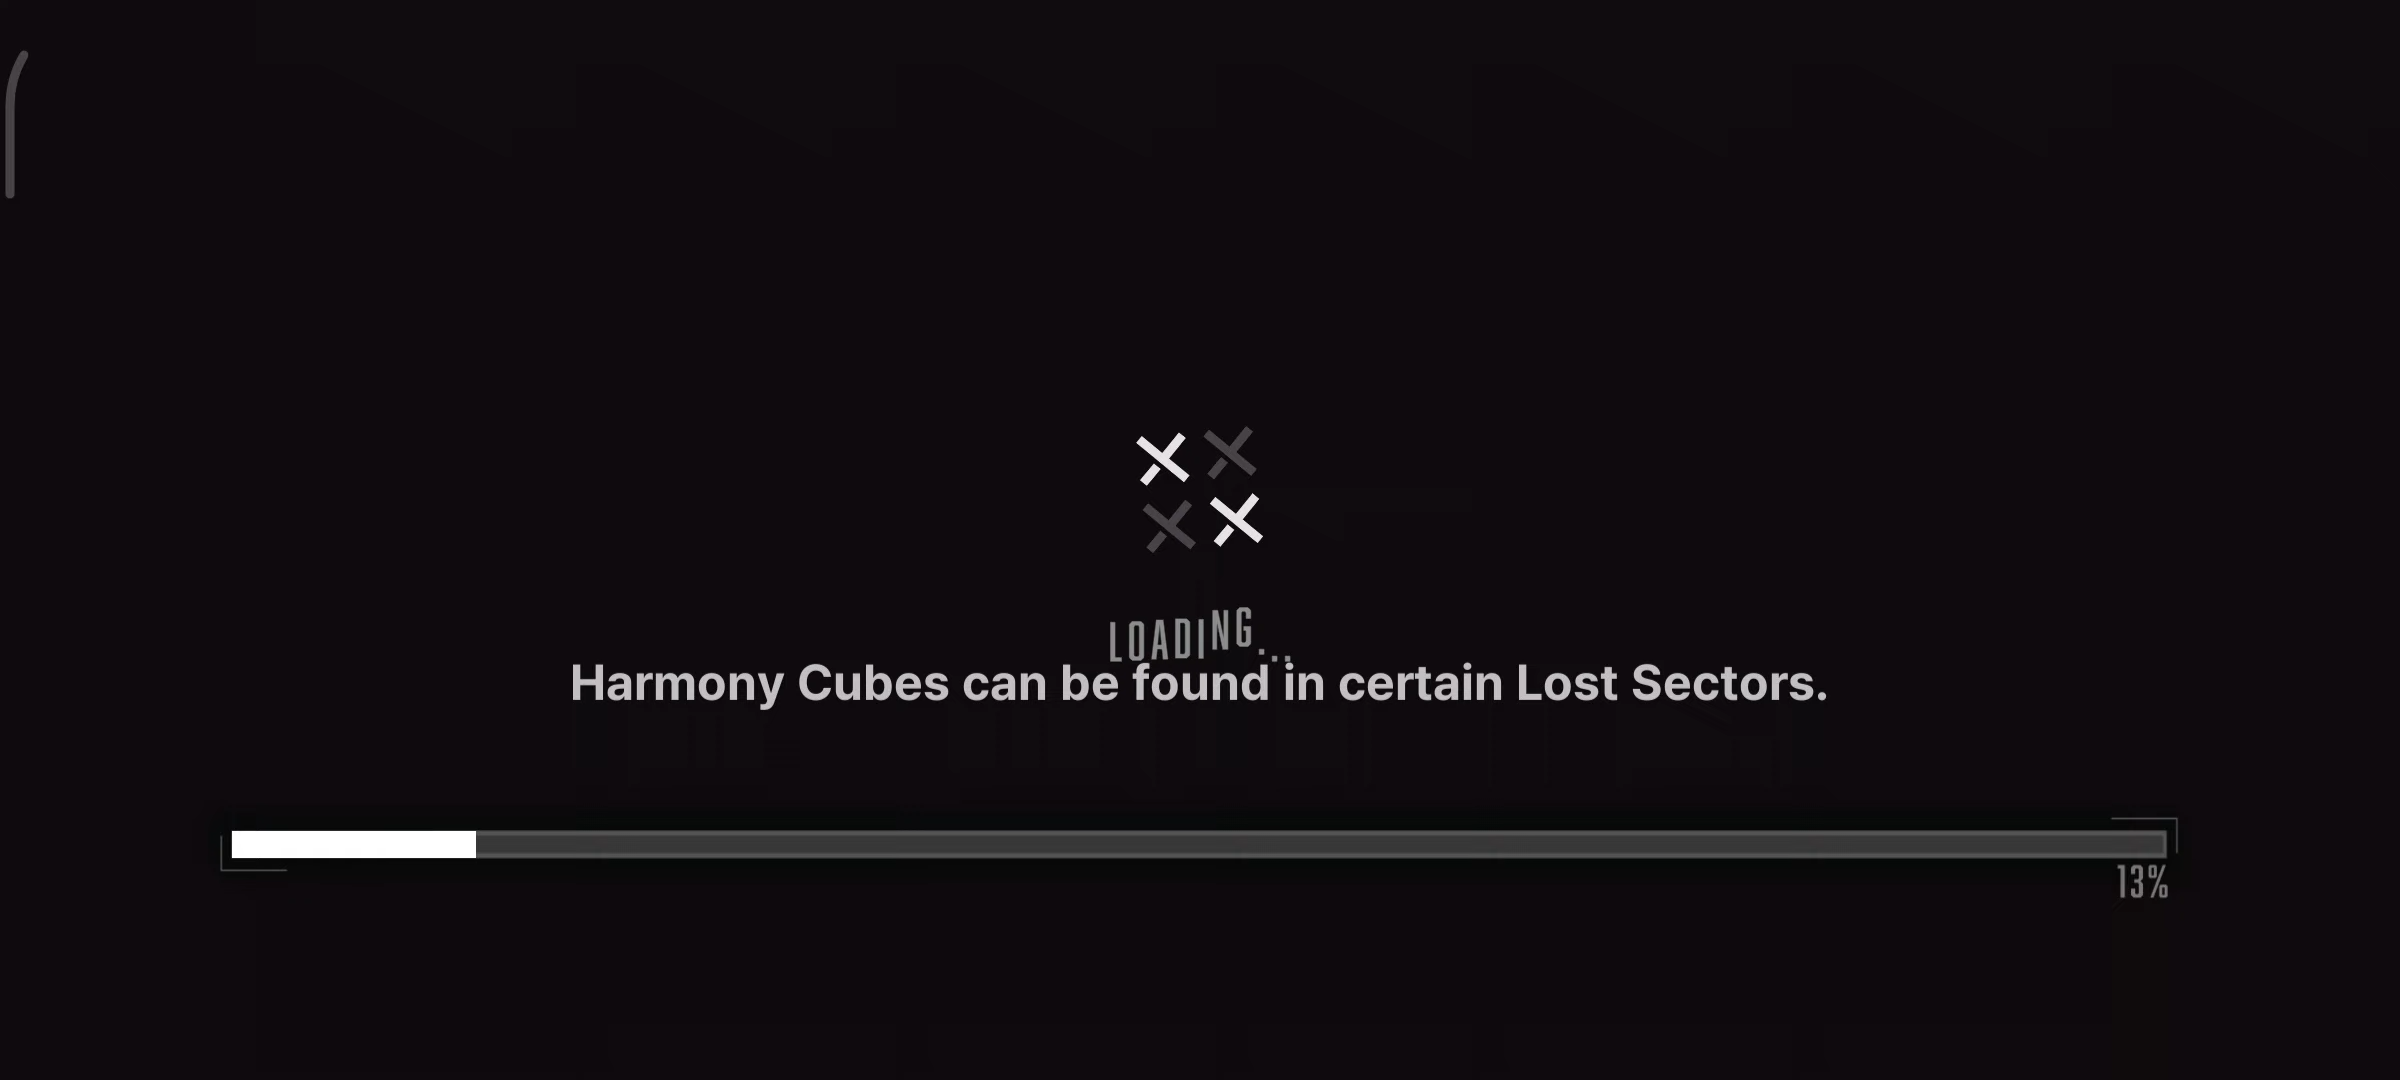 LOADING...
Harmony Cubes can be found in certain Lost Sectors.
13%